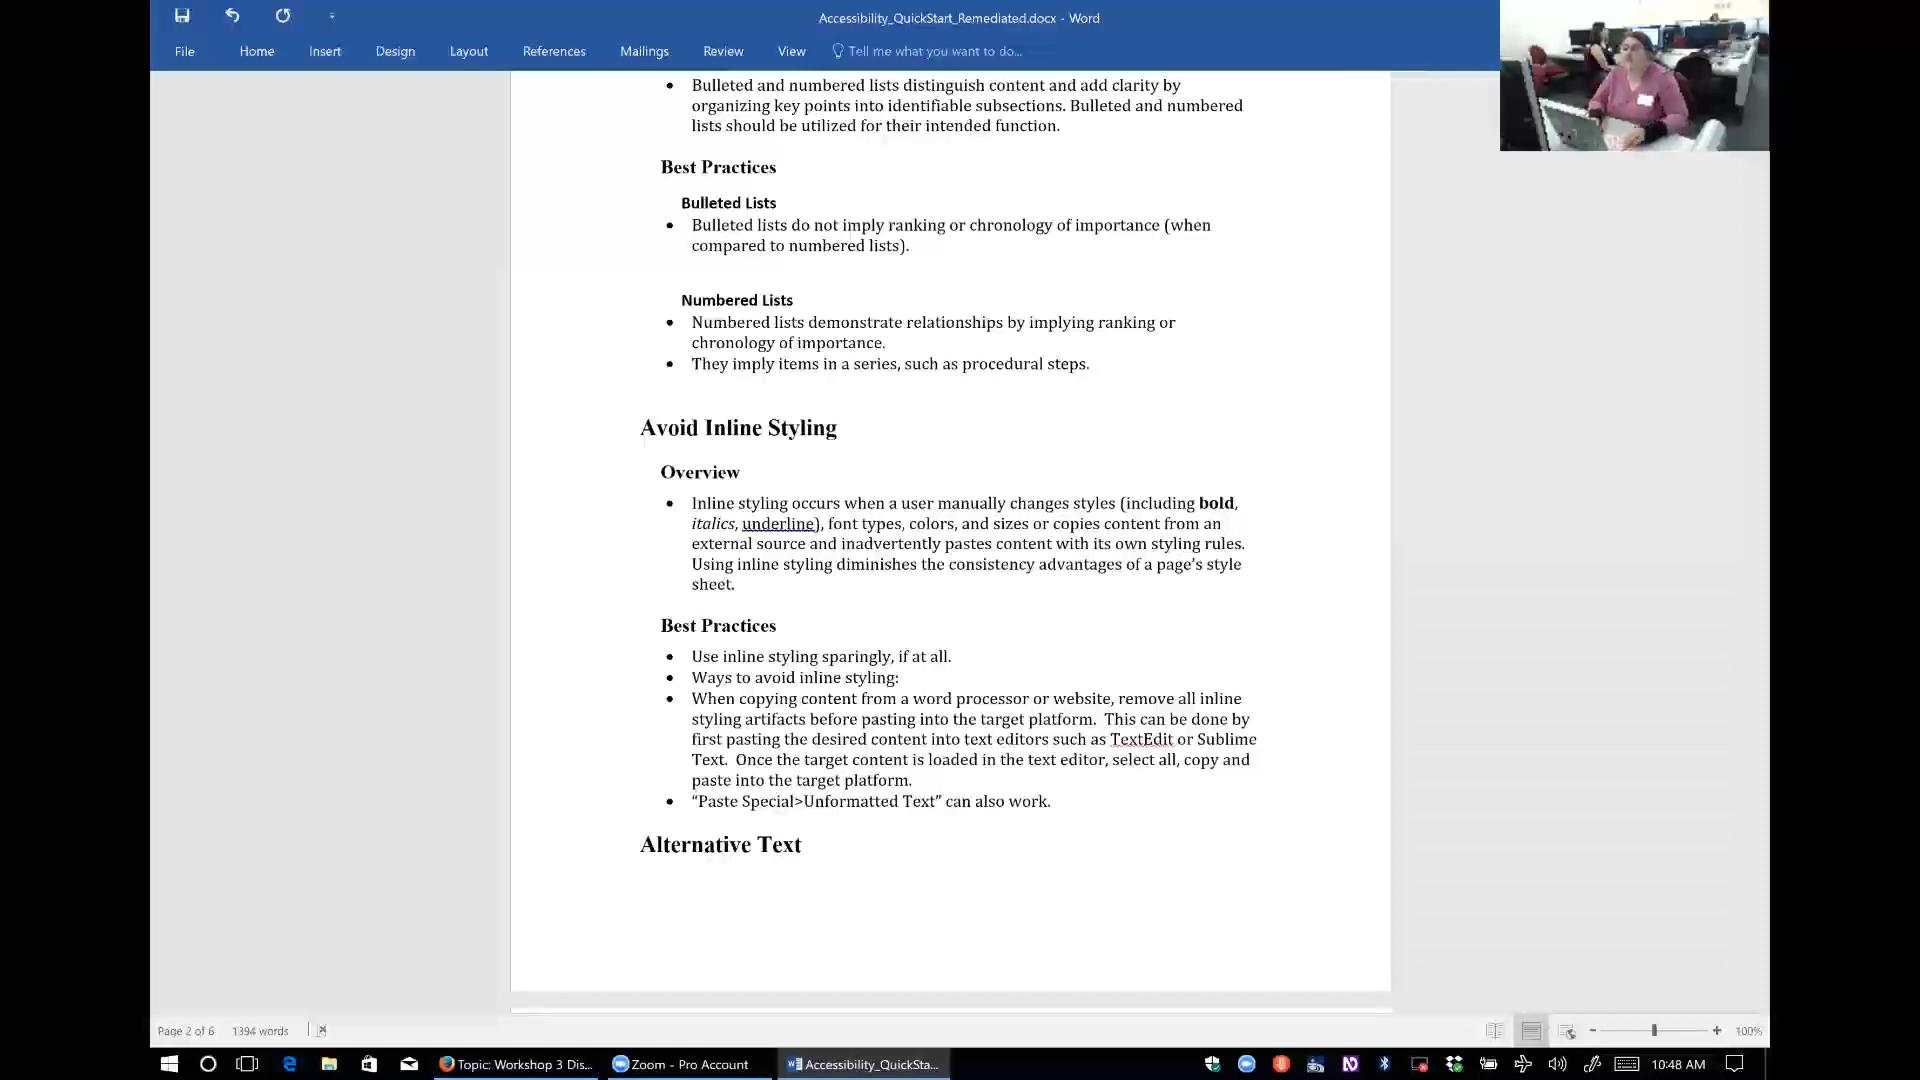 Accessibility_QuickStart_Remediated.docx - Word
File Home Insert Design Layout References Mailings Review View Tell me what you want to do...
• Bulleted and numbered lists distinguish content and add clarity by
organizing key points into identifiable subsections. Bulleted and numbered
lists should be utilized for their intended function.
Best Practices
Bulleted Lists
• Bulleted lists do not imply ranking or chronology of importance (when
compared to numbered lists).
Numbered Lists
• Numbered lists demonstrate relationships by implying ranking or
chronology of importance.
• They imply items in a series, such as procedural steps.
Avoid Inline Styling
Overview
• Inline styling occurs when a user manually changes styles (including bold,
italics, underline), font types, colors, and sizes or copies content from an
external source and inadvertently pastes content with its own styling rules.
Using inline styling diminishes the consistency advantages of a page’s style
sheet.
Best Practices
• Use inline styling sparingly, if at all.
• Ways to avoid inline styling:
• When copying content from a word processor or website, remove all inline
styling artifacts before pasting into the target platform.  This can be done by
first pasting the desired content into text editors such as TextEdit or Sublime
Text.  Once the target content is loaded in the text editor, select all, copy and
paste into the target platform.
• “Paste Special>Unformatted Text” can also work.
Alternative Text
Page 2 of 6 1394 words 100%
Topic: Workshop 3 Dis... Zoom - Pro Account Accessibility_QuickSta... 10:48 AM